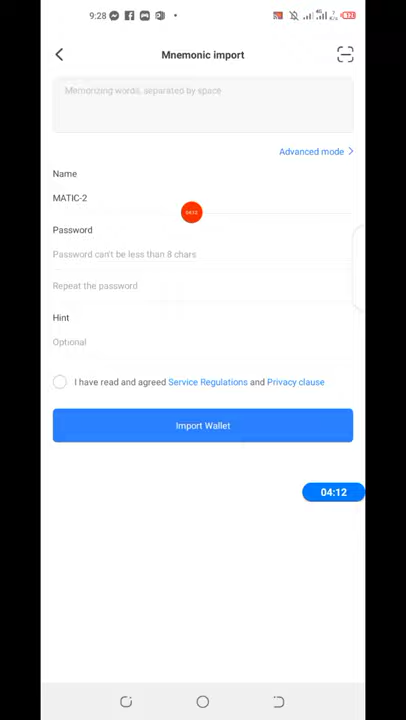 9:28
Mnemonic import
Memorizing words, separated by space
Advanced mode
Name
MATIC-2
04:12
Password
Password can't be less than 8 chars
Repeat the password
Hint
Optional
I have read and agreed Service Regulations and Privacy clause
Import Wallet
04:12